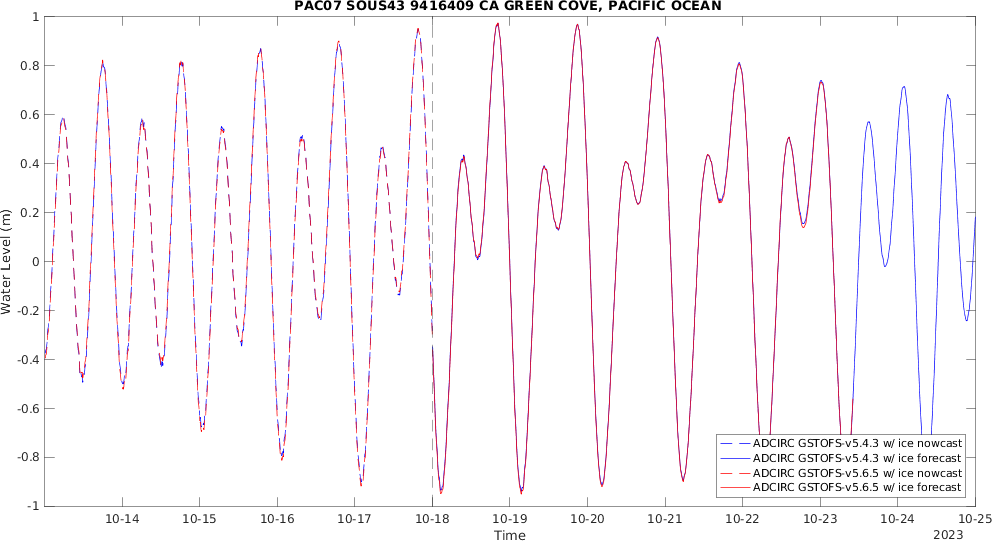 PAC07 SOUS43 9416409 CA GREEN COVE, PACIFIC OCEAN
Water Level (m)
1
0.8
0.6
0.4
0.2
0
-0.2
-0.4
-0.6
-0.8
-1
ADCIRC GSTOFS-v5.4.3 w/ ice nowcast
ADCIRC GSTOFS-v5.4.3 w/ ice forecast
ADCIRC GSTOFS-v5.6.5 w/ ice nowcast
ADCIRC GSTOFS-v5.6.5 w/ ice forecast
10-14 10-15 10-16 10-17 10-18 10-19 10-20 10-21 10-22 10-23 10-24 10-25
Time
2023